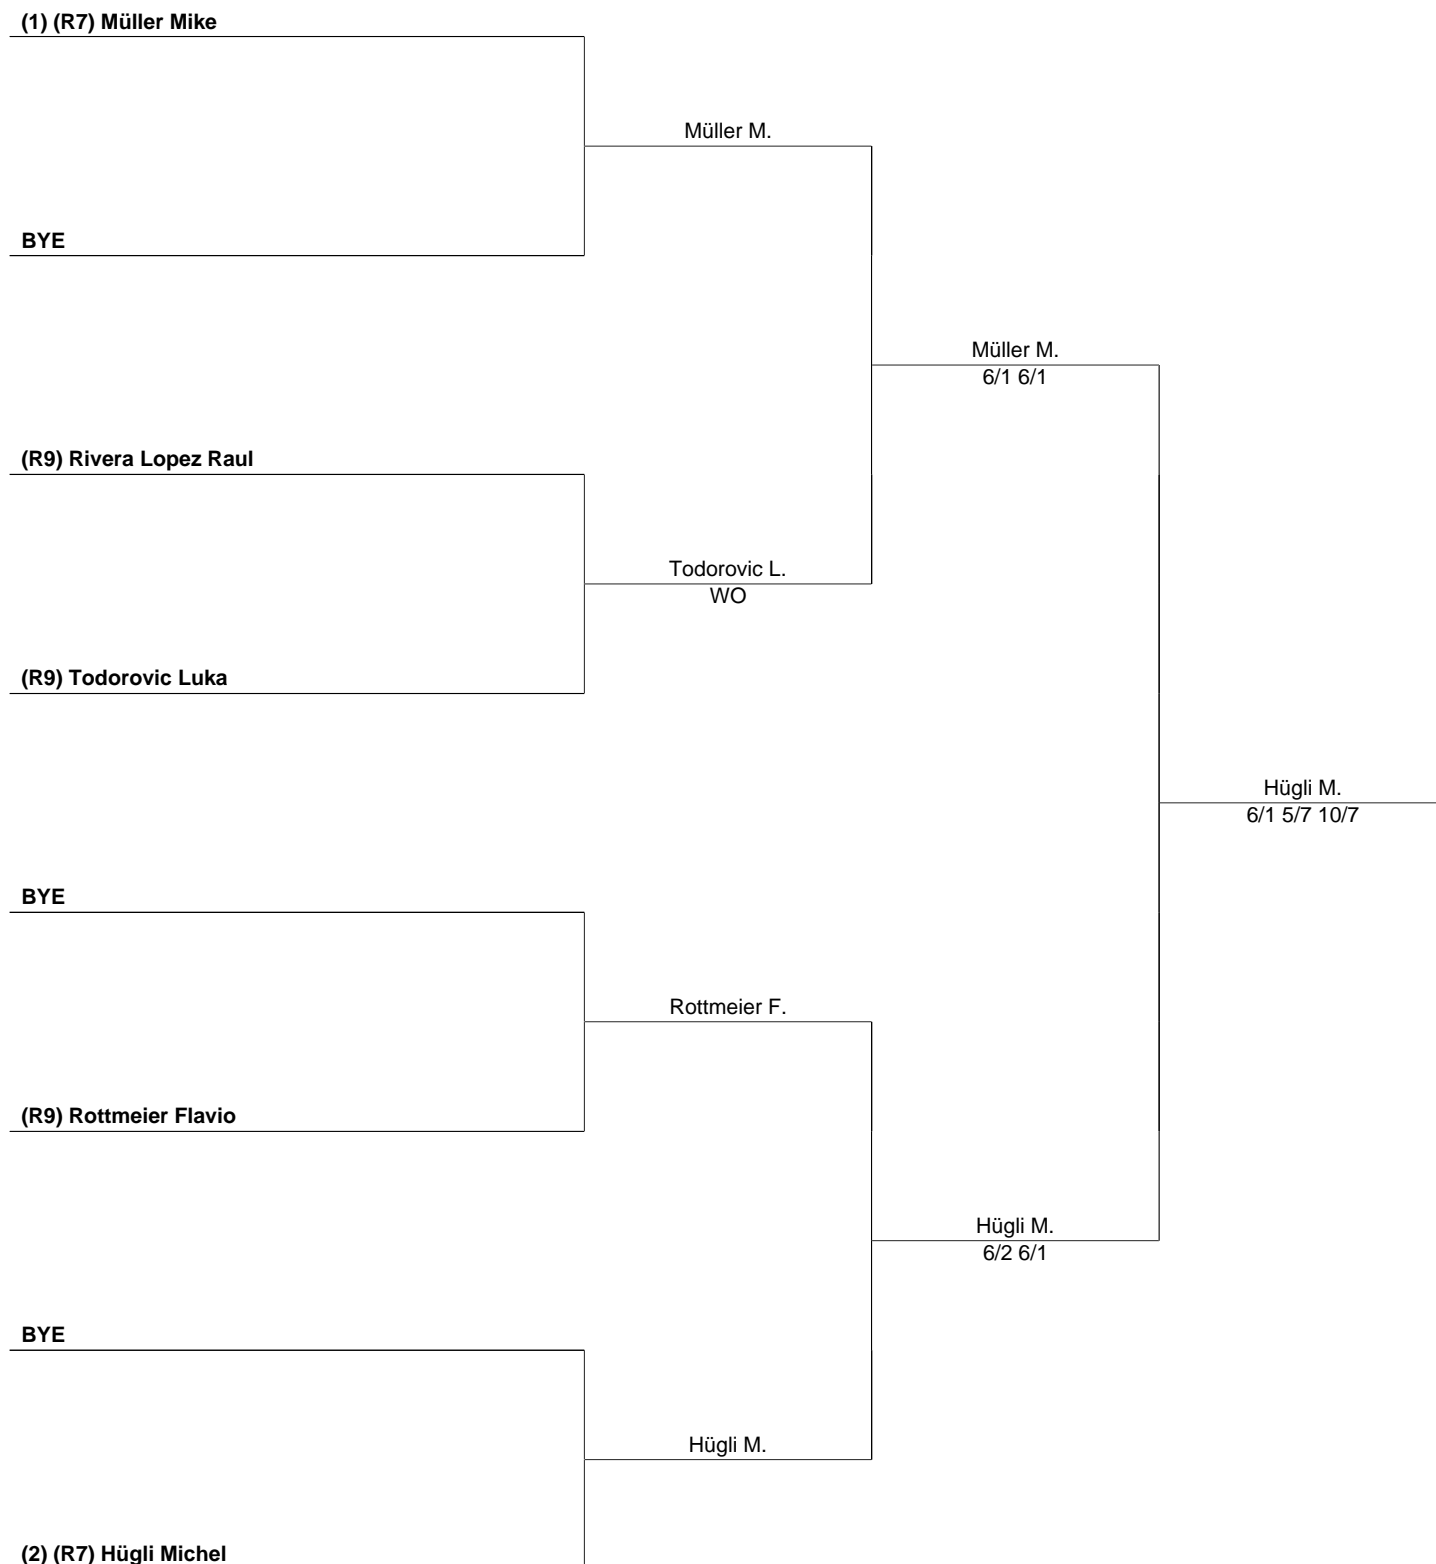 (1) (R7) Müller Mike
Müller M.
BYE
Müller M.
6/1 6/1
(R9) Rivera Lopez Raul
Todorovic L.
WO
(R9) Todorovic Luka
Hügli M.
6/1 5/7 10/7
BYE
Rottmeier F.
(R9) Rottmeier Flavio
Hügli M.
6/2 6/1
BYE
Hügli M.
(2) (R7) Hügli Michel